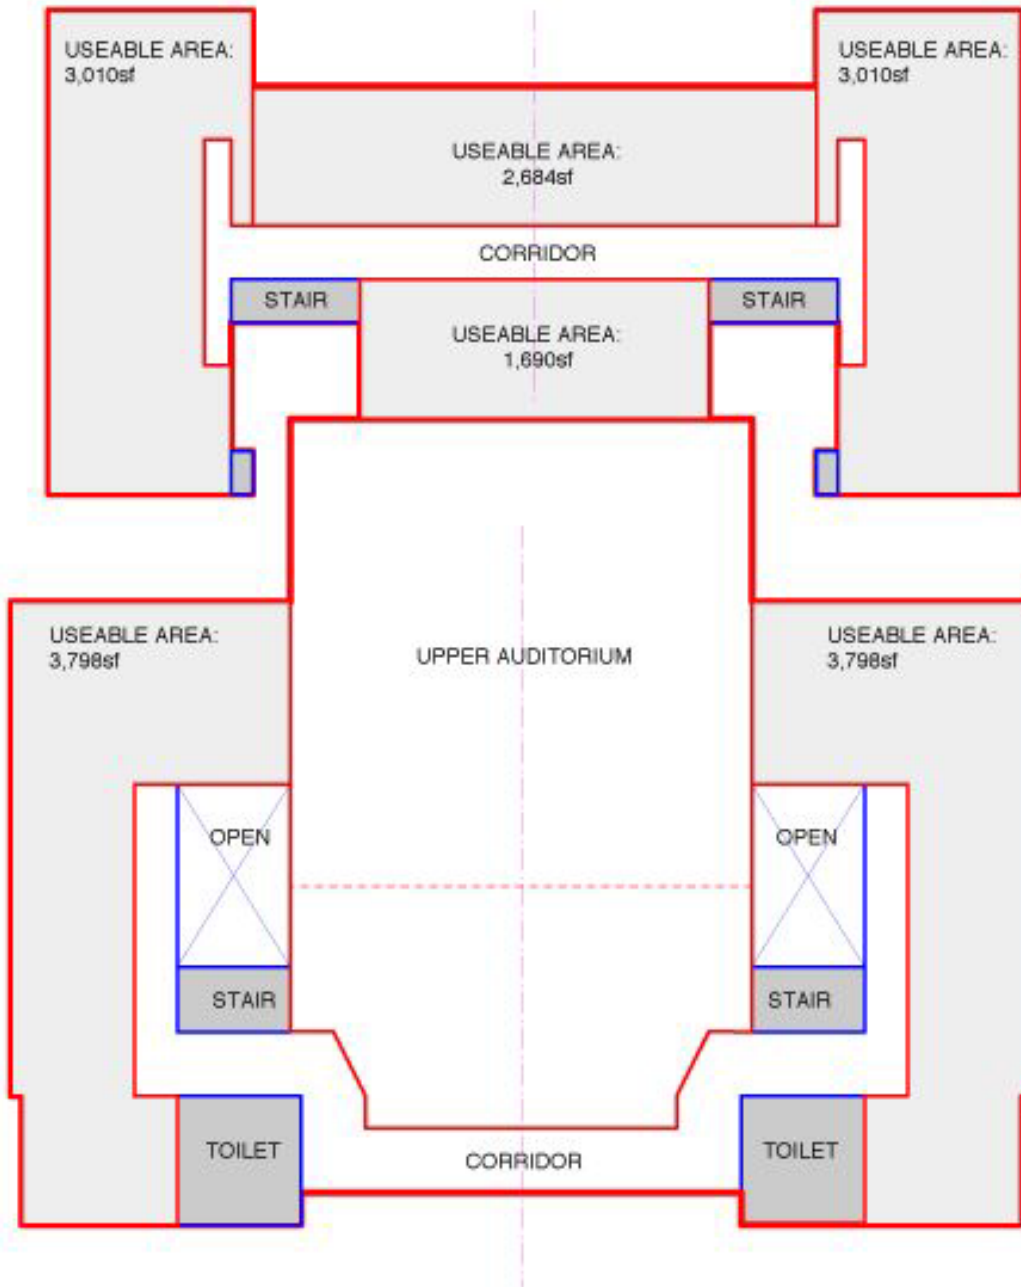 USEABLE AREA:
3,010sf
USEABLE AREA:
3,010sf
USEABLE AREA:
2,684sf
CORRIDOR
STAIR
STAIR
USEABLE AREA:
1,690sf
USEABLE AREA:
3,798sf
UPPER AUDITORIUM
USEABLE AREA:
3,798sf
OPEN
OPEN
STAIR
STAIR
TOILET
CORRIDOR
TOILET